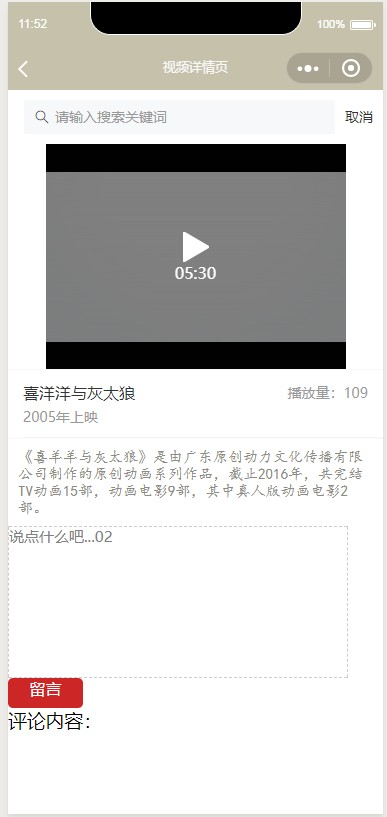 11:52
100%
视频详情页
请输入搜索关键词
取消
05:30
喜洋洋与灰太狼
播放量：109
2005年上映
《喜羊羊与灰太狼》是由广东原创动力文化传播有限
公司制作的原创动画系列作品，截止2016年，共完结
TV动画15部，动画电影9部，其中真人版动画电影2
部。
说点什么吧...02
留言
评论内容：